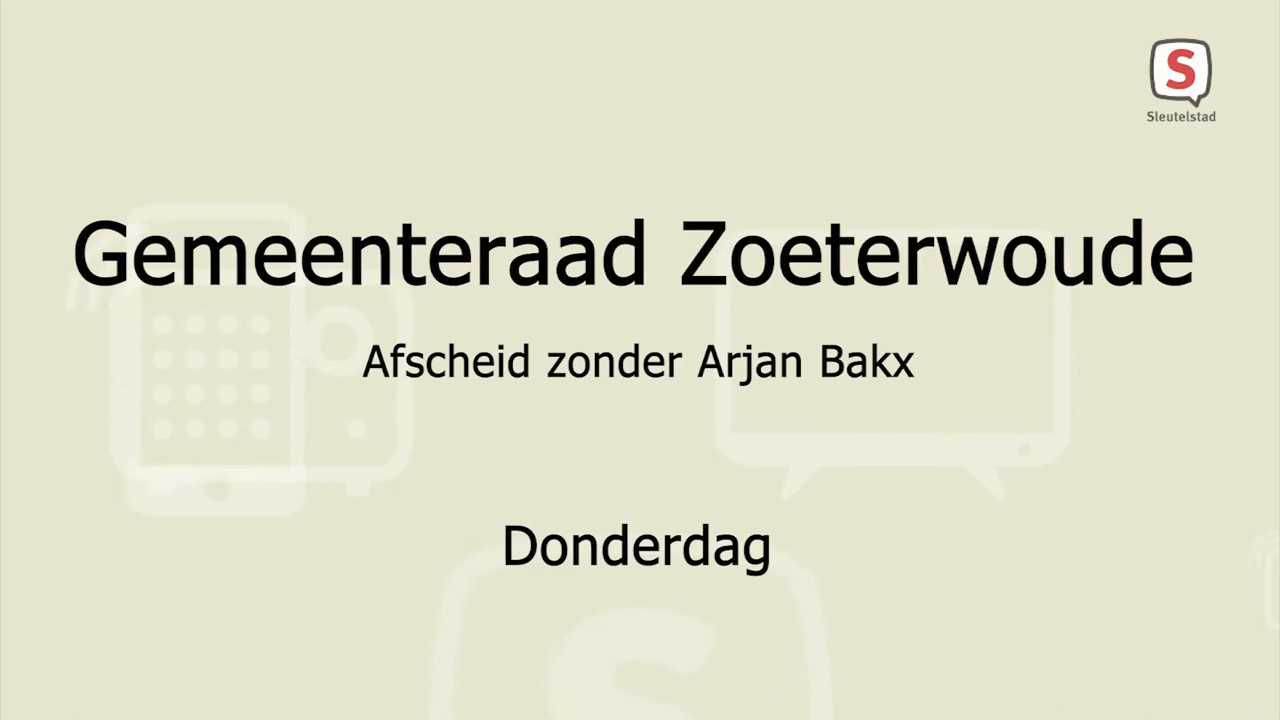 S
Sleutelstad
Gemeenteraad Zoeterwoude
Afscheid zonder Arjan Bakx
Donderdag
S